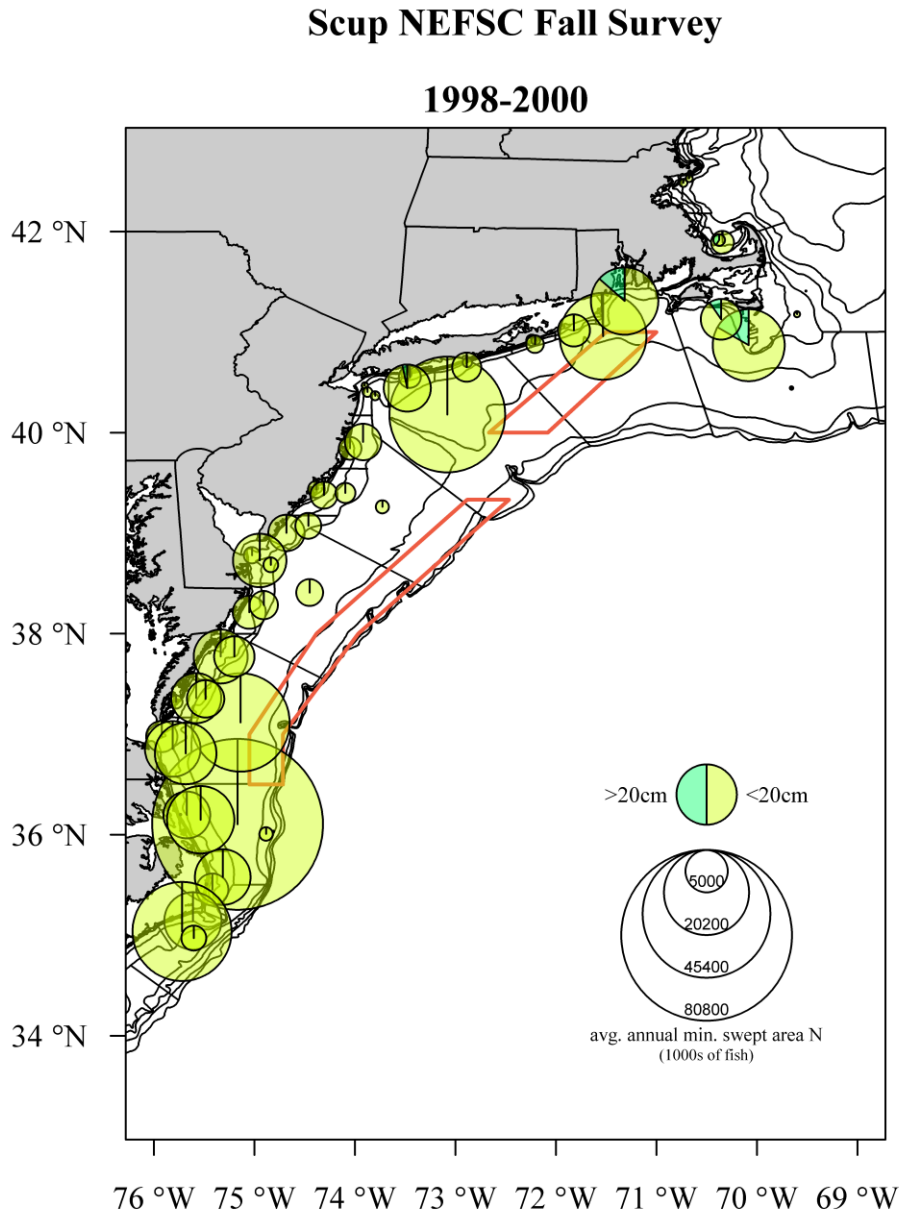 Scup NEFSC Fall Survey
1998-2000
42 °N
40 °N
38 °N
36 °N
34 °N
>20cm <20cm
5000
20200
45400
80800
avg. annual min. swept area N
(1000s of fish)
76 °W 75 °W 74 °W 73 °W 72 °W 71 °W 70 °W 69 °W